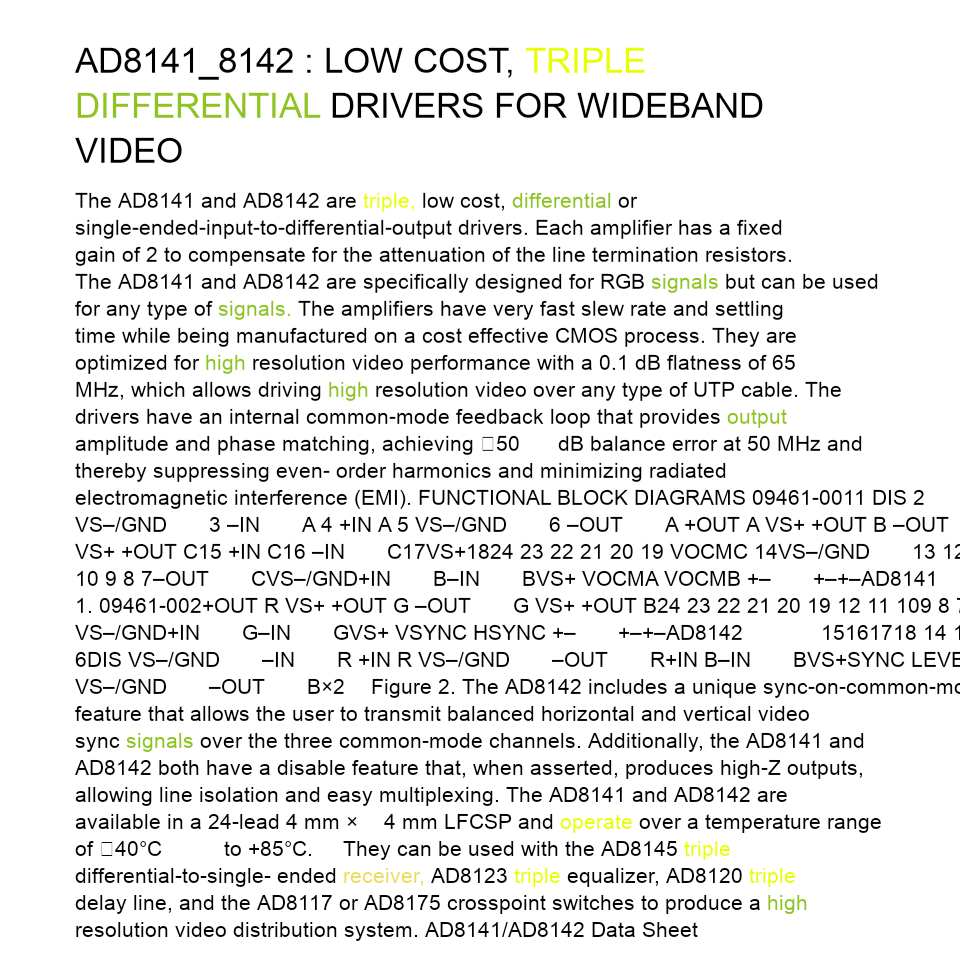 AD8141_8142 : LOW COST, TRIPLE
DIFFERENTIAL DRIVERS FOR WIDEBAND
VIDEO
The AD8141 and AD8142 are triple, low cost, differential or
single-ended-input-to-differential-output drivers. Each amplifier has a fixed
gain of 2 to compensate for the attenuation of the line termination resistors.
The AD8141 and AD8142 are specifically designed for RGB signals but can be used
for any type of signals. The amplifiers have very fast slew rate and settling
time while being manufactured on a cost effective CMOS process. They are
optimized for high resolution video performance with a 0.1 dB flatness of 65
MHz, which allows driving high resolution video over any type of UTP cable. The
drivers have an internal common-mode feedback loop that provides output
amplitude and phase matching, achieving 50 dB balance error at 50 MHz and
thereby suppressing even- order harmonics and minimizing radiated
electromagnetic interference (EMI). FUNCTIONAL BLOCK DIAGRAMS 09461-0011 DIS 2
VS–/GND 3 –IN A 4 +IN A 5 VS–/GND 6 –OUT A +OUT A VS+ +OUT B –OUT
VS+ +OUT C15 +IN C16 –IN C17VS+1824 23 22 21 20 19 VOCMC 14VS–/GND 13 12
10 9 8 7–OUT CVS–/GND+IN B–IN BVS+ VOCMA VOCMB +– +–+–AD8141
1. 09461-002+OUT R VS+ +OUT G –OUT G VS+ +OUT B24 23 22 21 20 19 12 11 109 8 7
VS–/GND+IN G–IN GVS+ VSYNC HSYNC +– +–+–AD8142 15161718 14 1
6DIS VS–/GND –IN R +IN R VS–/GND –OUT R+IN B–IN BVS+SYNC LEVE
VS–/GND –OUT B×2 Figure 2. The AD8142 includes a unique sync-on-common-mo
feature that allows the user to transmit balanced horizontal and vertical video
sync signals over the three common-mode channels. Additionally, the AD8141 and
AD8142 both have a disable feature that, when asserted, produces high-Z outputs,
allowing line isolation and easy multiplexing. The AD8141 and AD8142 are
available in a 24-lead 4 mm × 4 mm LFCSP and operate over a temperature range
of 40°C to +85°C. They can be used with the AD8145 triple
differential-to-single- ended receiver, AD8123 triple equalizer, AD8120 triple
delay line, and the AD8117 or AD8175 crosspoint switches to produce a high
resolution video distribution system. AD8141/AD8142 Data Sheet